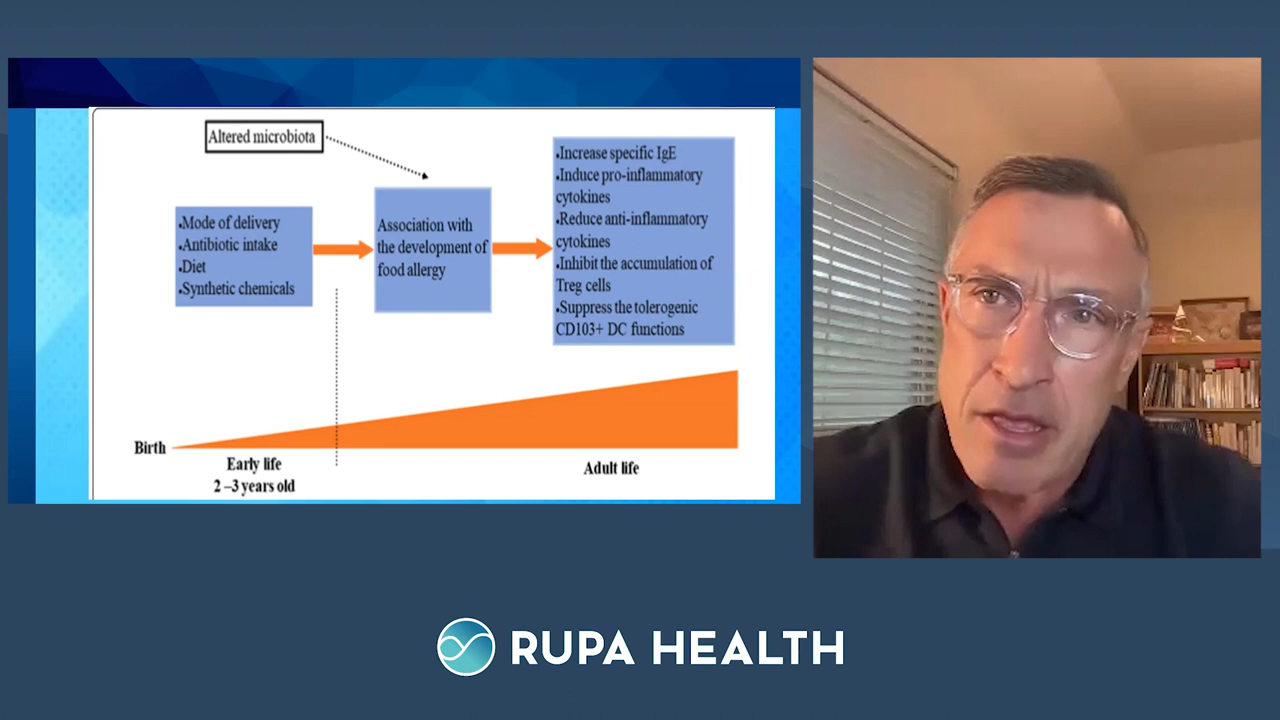 Altered microbiota
•Mode of delivery
•Antibiotic intake
•Diet
•Synthetic chemicals
Association with
the development of
food allergy
•Increase specific IgE
•Induce pro-inflammatory
cytokines
•Reduce anti-inflammatory
cytokines
•Inhibit the accumulation of
Treg cells
•Suppress the tolerogenic
CD103+ DC functions
Birth
Early life
2 –3 years old
Adult life
RUPA HEALTH